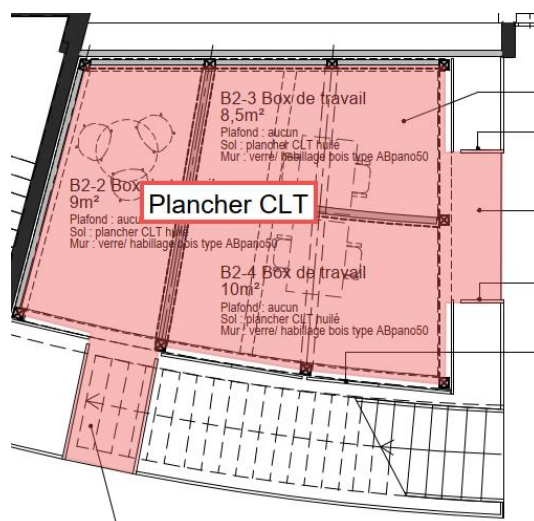 B2-3 Box de travail
8,5m²
Plafond : aucun
Sol : plancher CLT huilé
Mur : verre/ habillage bois type ABpano50
B2-2 Box
9m²
Plafond : aucun
Sol : plancher CLT huilé
Mur : verre/ habillage bois type ABpano50
Plancher CLT
B2-4 Box de travail
10m²
Plafond : aucun
Sol : plancher CLT huilé
Mur : verre/ habillage bois type ABpano50